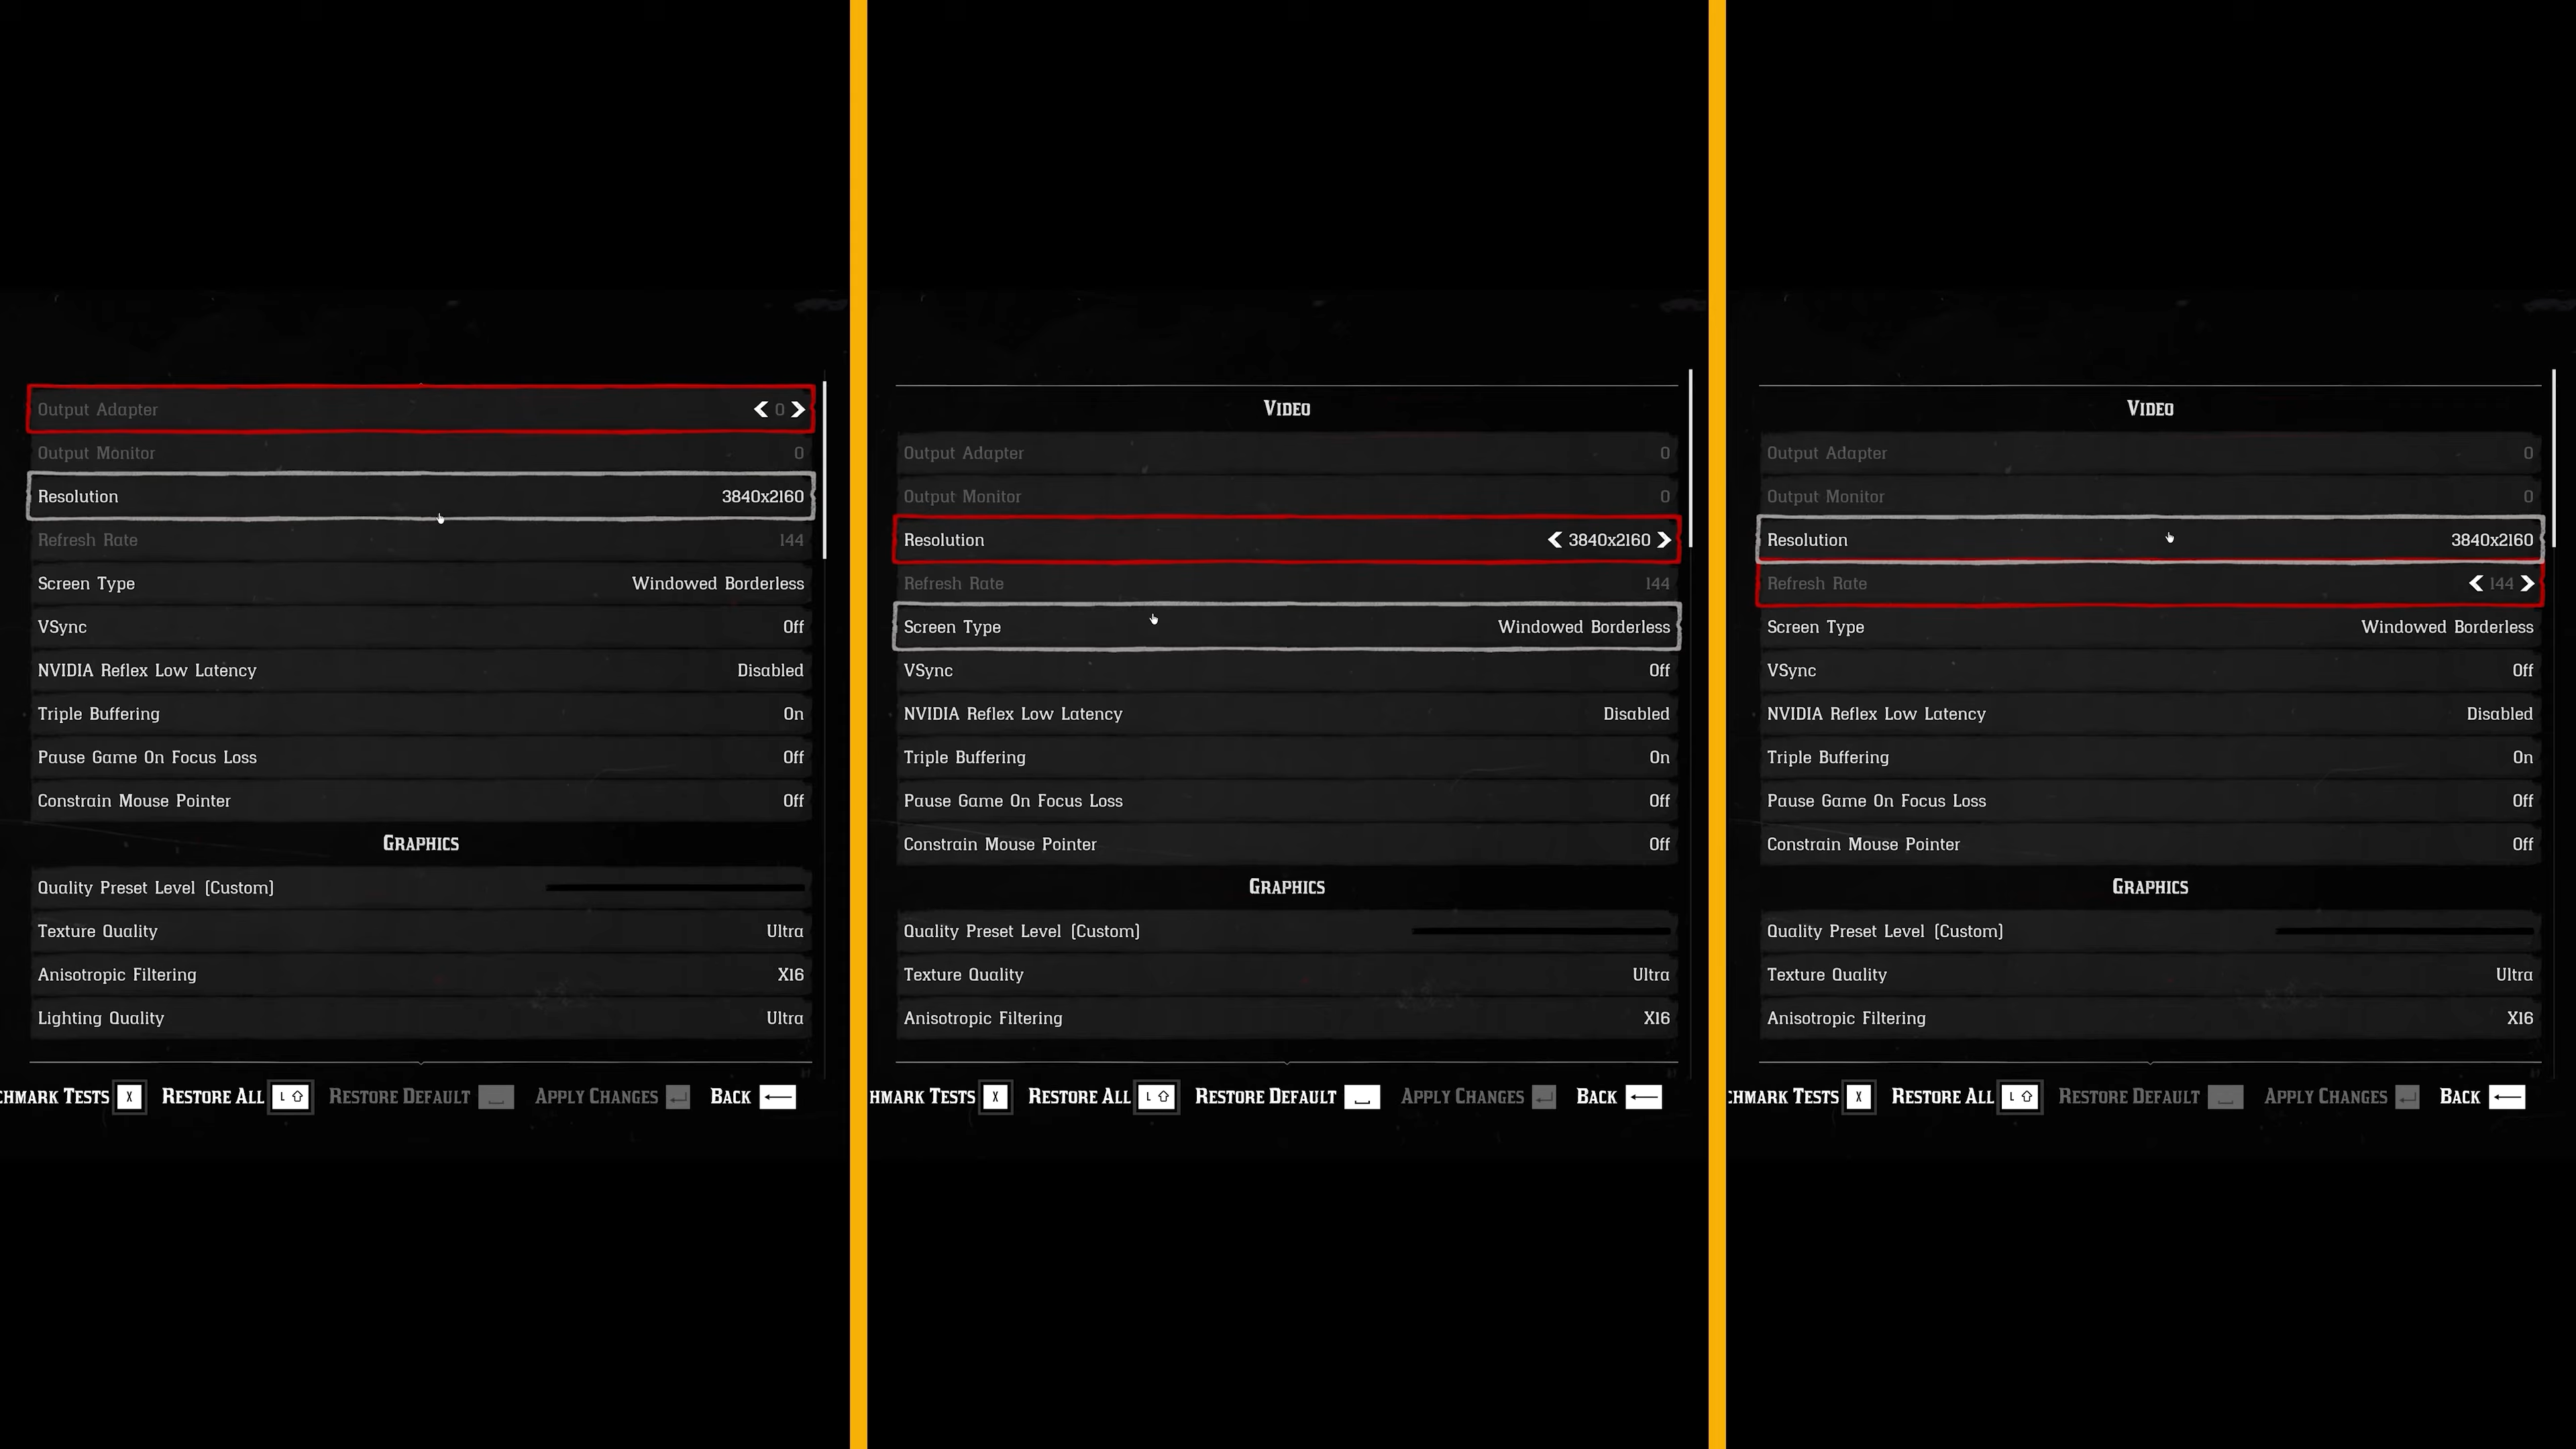 Output Adapter 0
Output Monitor 0
Resolution 3840x2160
Refresh Rate 144
Screen Type Windowed Borderless
VSync Off
NVIDIA Reflex Low Latency Disabled
Triple Buffering On
Pause Game On Focus Loss Off
Constrain Mouse Pointer Off
GRAPHICS
Quality Preset Level (Custom)
Texture Quality Ultra
Anisotropic Filtering X16
Lighting Quality Ultra
CHMARK TESTS X RESTORE ALL L RESTORE DEFAULT APPLY CHANGES BACK
VIDEO
Output Adapter 0
Output Monitor 0
Resolution 3840x2160
Refresh Rate 144
Screen Type Windowed Borderless
VSync Off
NVIDIA Reflex Low Latency Disabled
Triple Buffering On
Pause Game On Focus Loss Off
Constrain Mouse Pointer Off
GRAPHICS
Quality Preset Level (Custom)
Texture Quality Ultra
Anisotropic Filtering X16
HMARK TESTS X RESTORE ALL L RESTORE DEFAULT APPLY CHANGES BACK
VIDEO
Output Adapter 0
Output Monitor 0
Resolution 3840x2160
Refresh Rate 144
Screen Type Windowed Borderless
VSync Off
NVIDIA Reflex Low Latency Disabled
Triple Buffering On
Pause Game On Focus Loss Off
Constrain Mouse Pointer Off
GRAPHICS
Quality Preset Level (Custom)
Texture Quality Ultra
Anisotropic Filtering X16
CHMARK TESTS X RESTORE ALL L RESTORE DEFAULT APPLY CHANGES BACK